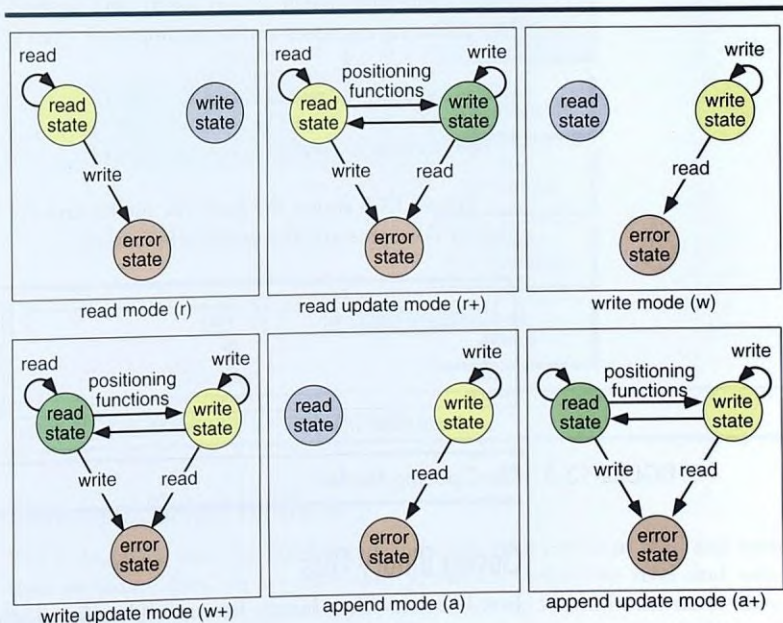 read
read
state
write
state
write
error
state
read mode (r)
read
positioning
functions
write
read
state
write
state
write
read
error
state
read update mode (r+)
write
read
state
write
state
read
error
state
write mode (w)
read
positioning
functions
write
read
state
write
state
write
read
error
state
write update mode (w+)
write
read
state
write
state
read
error
state
append mode (a)
read
positioning
functions
write
read
state
write
state
write
read
error
state
append update mode (a+)